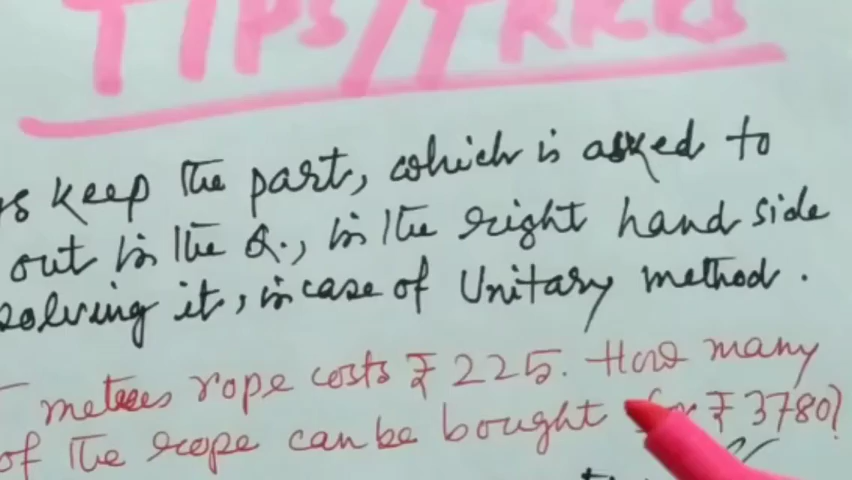 TIPS/TRICKS
keep the part, which is asked to
out in the Q., in the right hand side
solving it, in case of Unitary method.
metres rope costs ₹ 225. How many
of the rope can be bought for ₹ 3780?